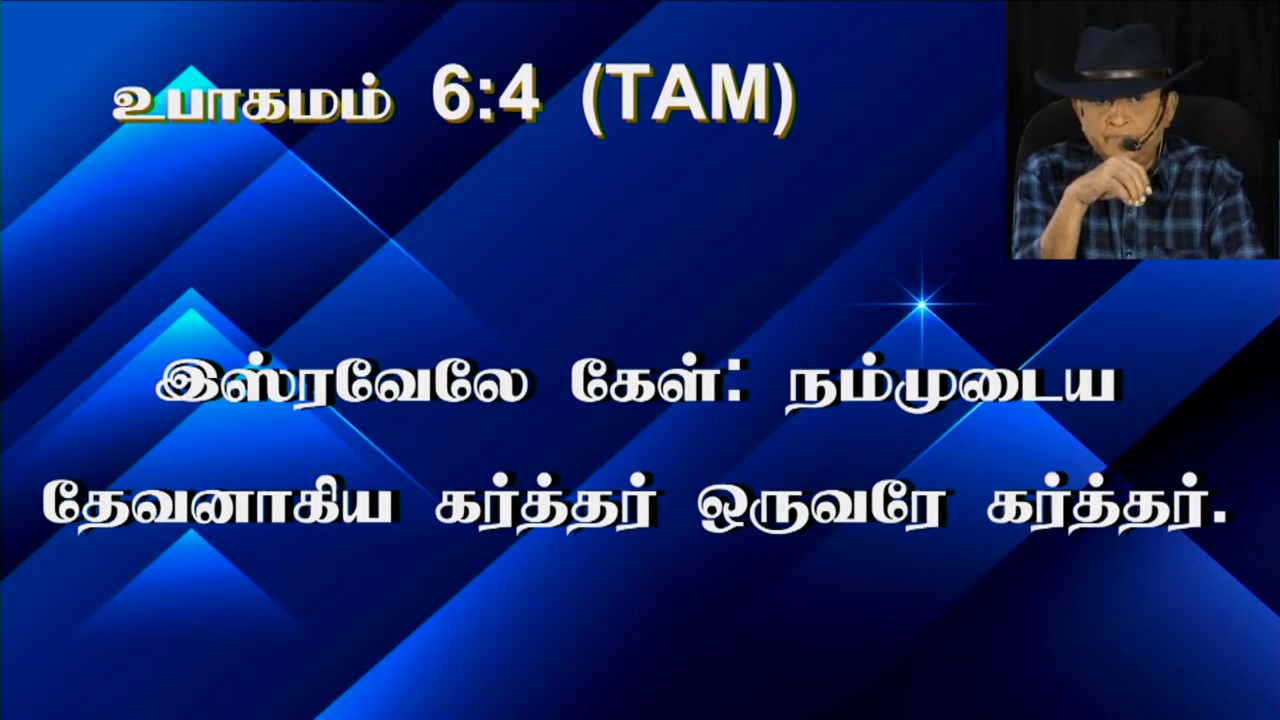 உபாகமம் 6:4 (TAM)
இஸ்ரவேலே கேள்: நம்முடைய
தேவனாகிய கர்த்தர் ஒருவரே கர்த்தர்.